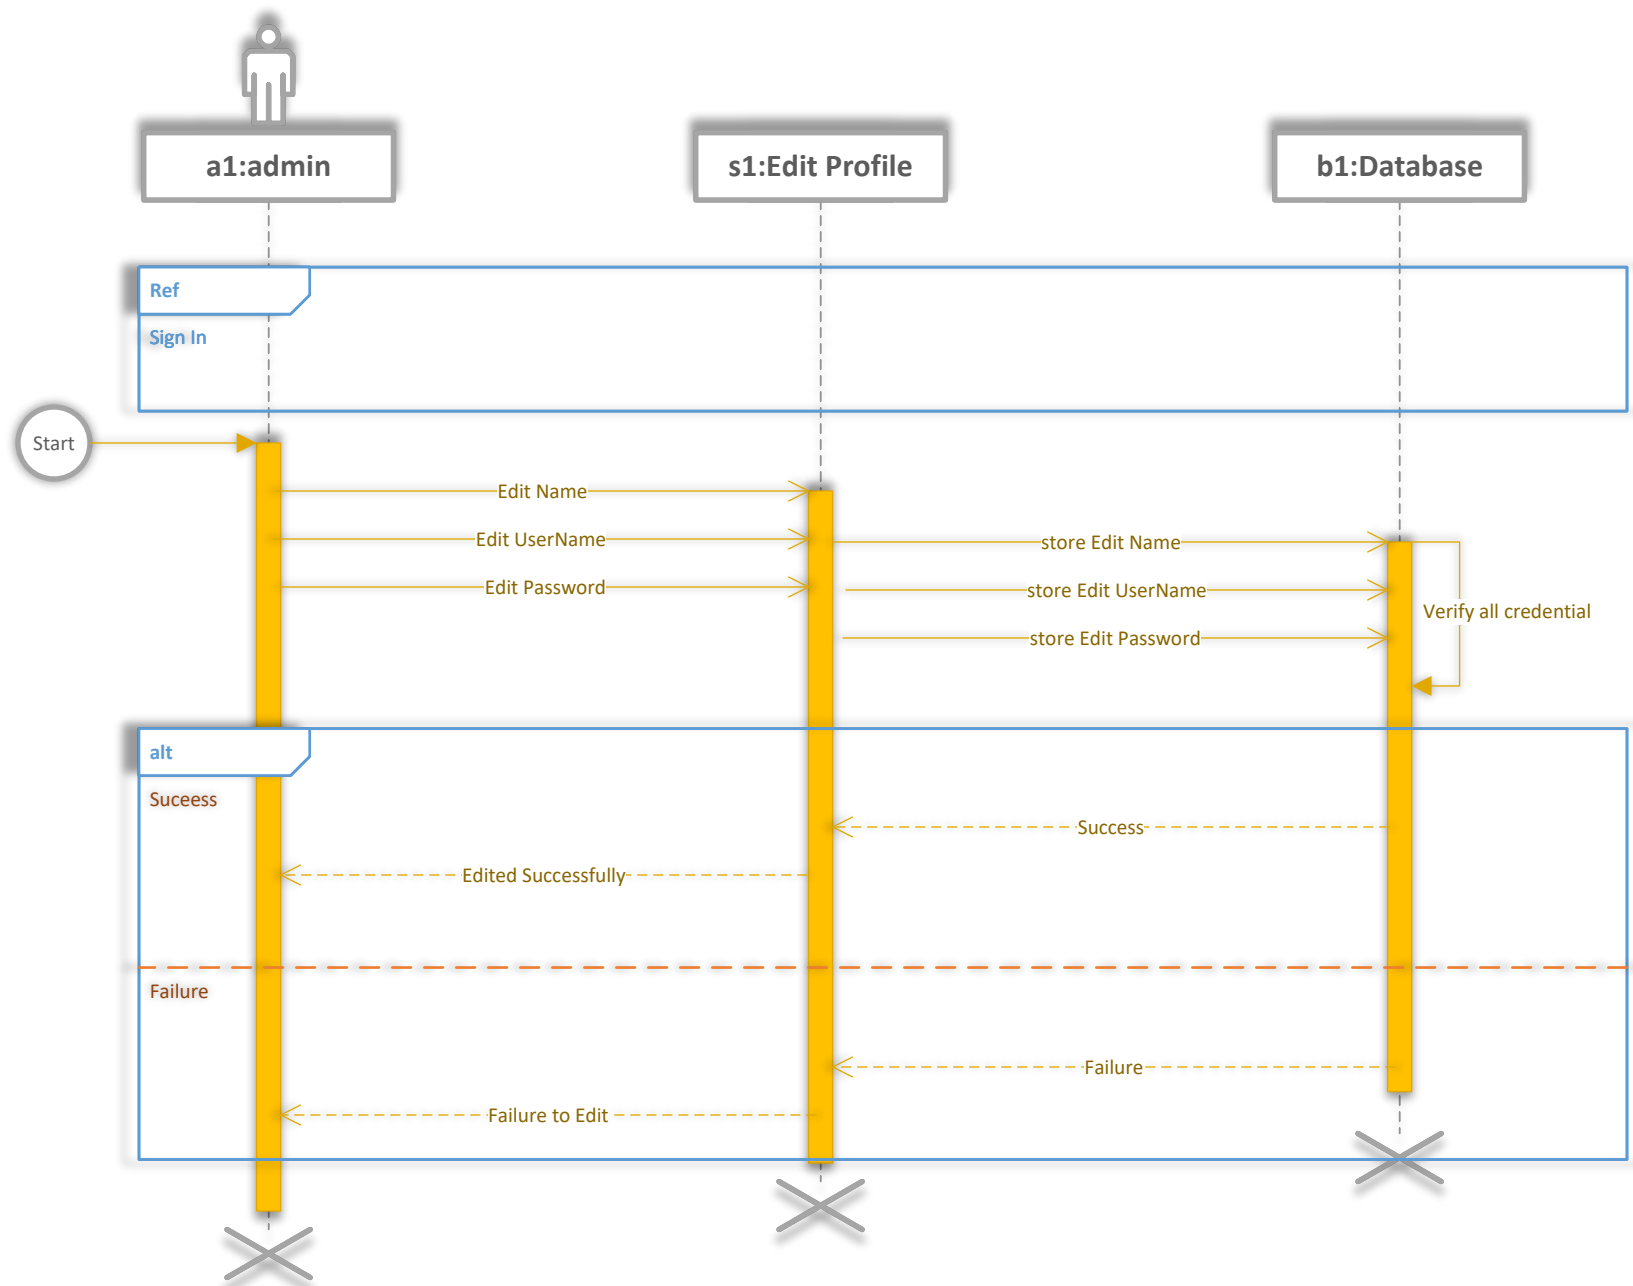 a1:admin
s1:Edit Profile
b1:Database
Ref
Sign In
Start
Edit Name
Edit UserName
store Edit Name
Edit Password
store Edit UserName
Verify all credential
store Edit Password
alt
Suceess
Success
Edited Successfully
Failure
Failure
Failure to Edit